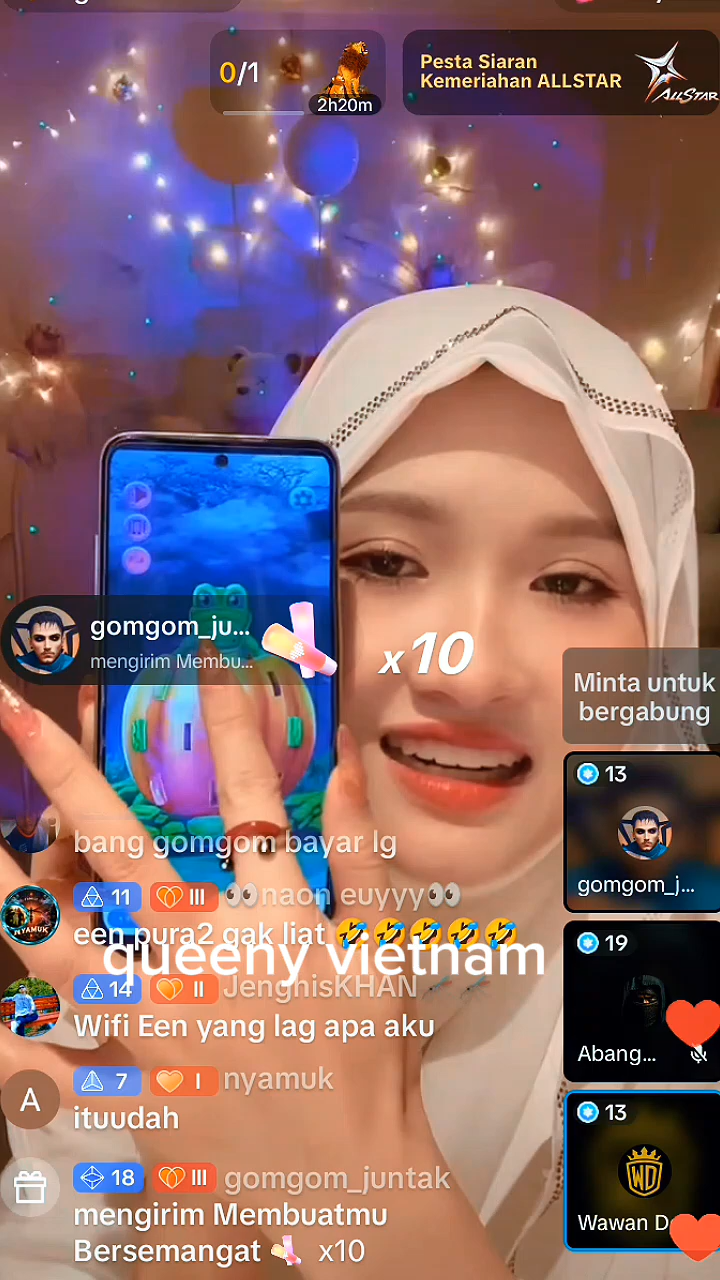 0/1
2h20m
Pesta Siaran
Kemeriahan ALLSTAR
ALLSTAR
gomgom_ju...
mengirim Membu...
x10
Minta untuk
bergabung
13
gomgom_j...
19
Abang...
13
WD
Wawan D
bang gomgom bayar lg
NYAMUK
11 III 👀naon euyyy👀
een pura2 gak liat 🤣🤣🤣🤣🤣
queeny vietnam
14 II JenghisKHAN
Wifi Een yang lag apa aku
A
7 I nyamuk
ituudah
18 III gomgom_juntak
mengirim Membuatmu
Bersemangat x10